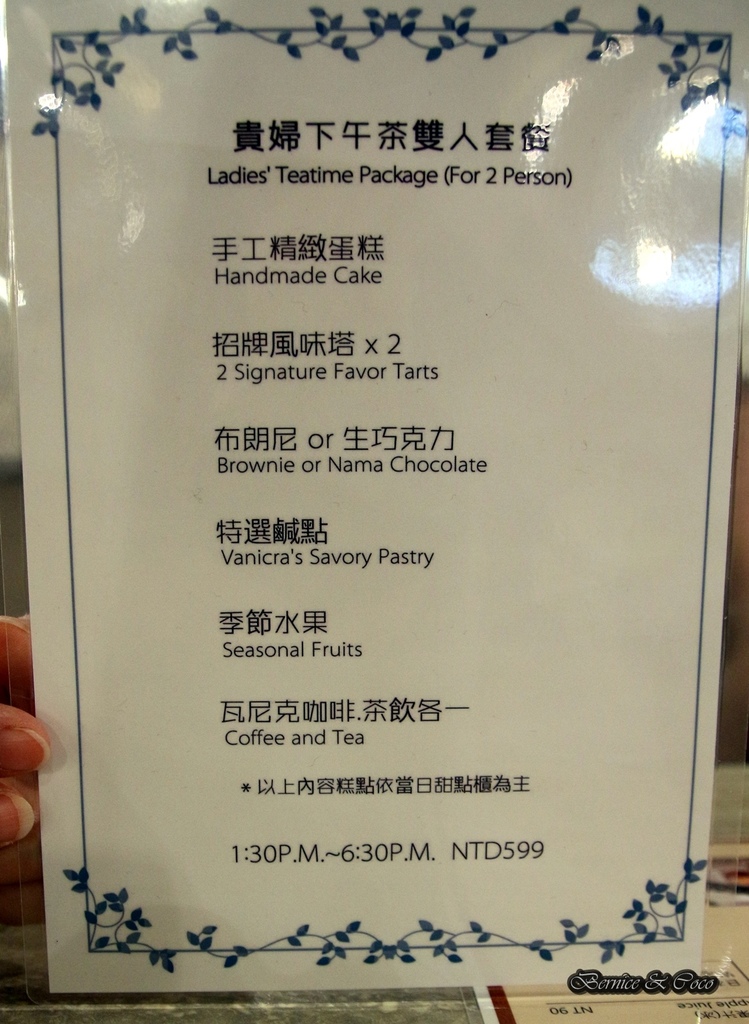 貴婦下午茶雙人套餐
Ladies' Teatime Package (For 2 Person)
手工精緻蛋糕
Handmade Cake
招牌風味塔 x 2
2 Signature Favor Tarts
布朗尼 or 生巧克力
Brownie or Nama Chocolate
特選鹹點
Vanicra's Savory Pastry
季節水果
Seasonal Fruits
瓦尼克咖啡.茶飲各一
Coffee and Tea
* 以上內容糕點依當日甜點櫃為主
1:30P.M.~6:30P.M. NTD599
Bernice & Coco
NT 90
pple Juice